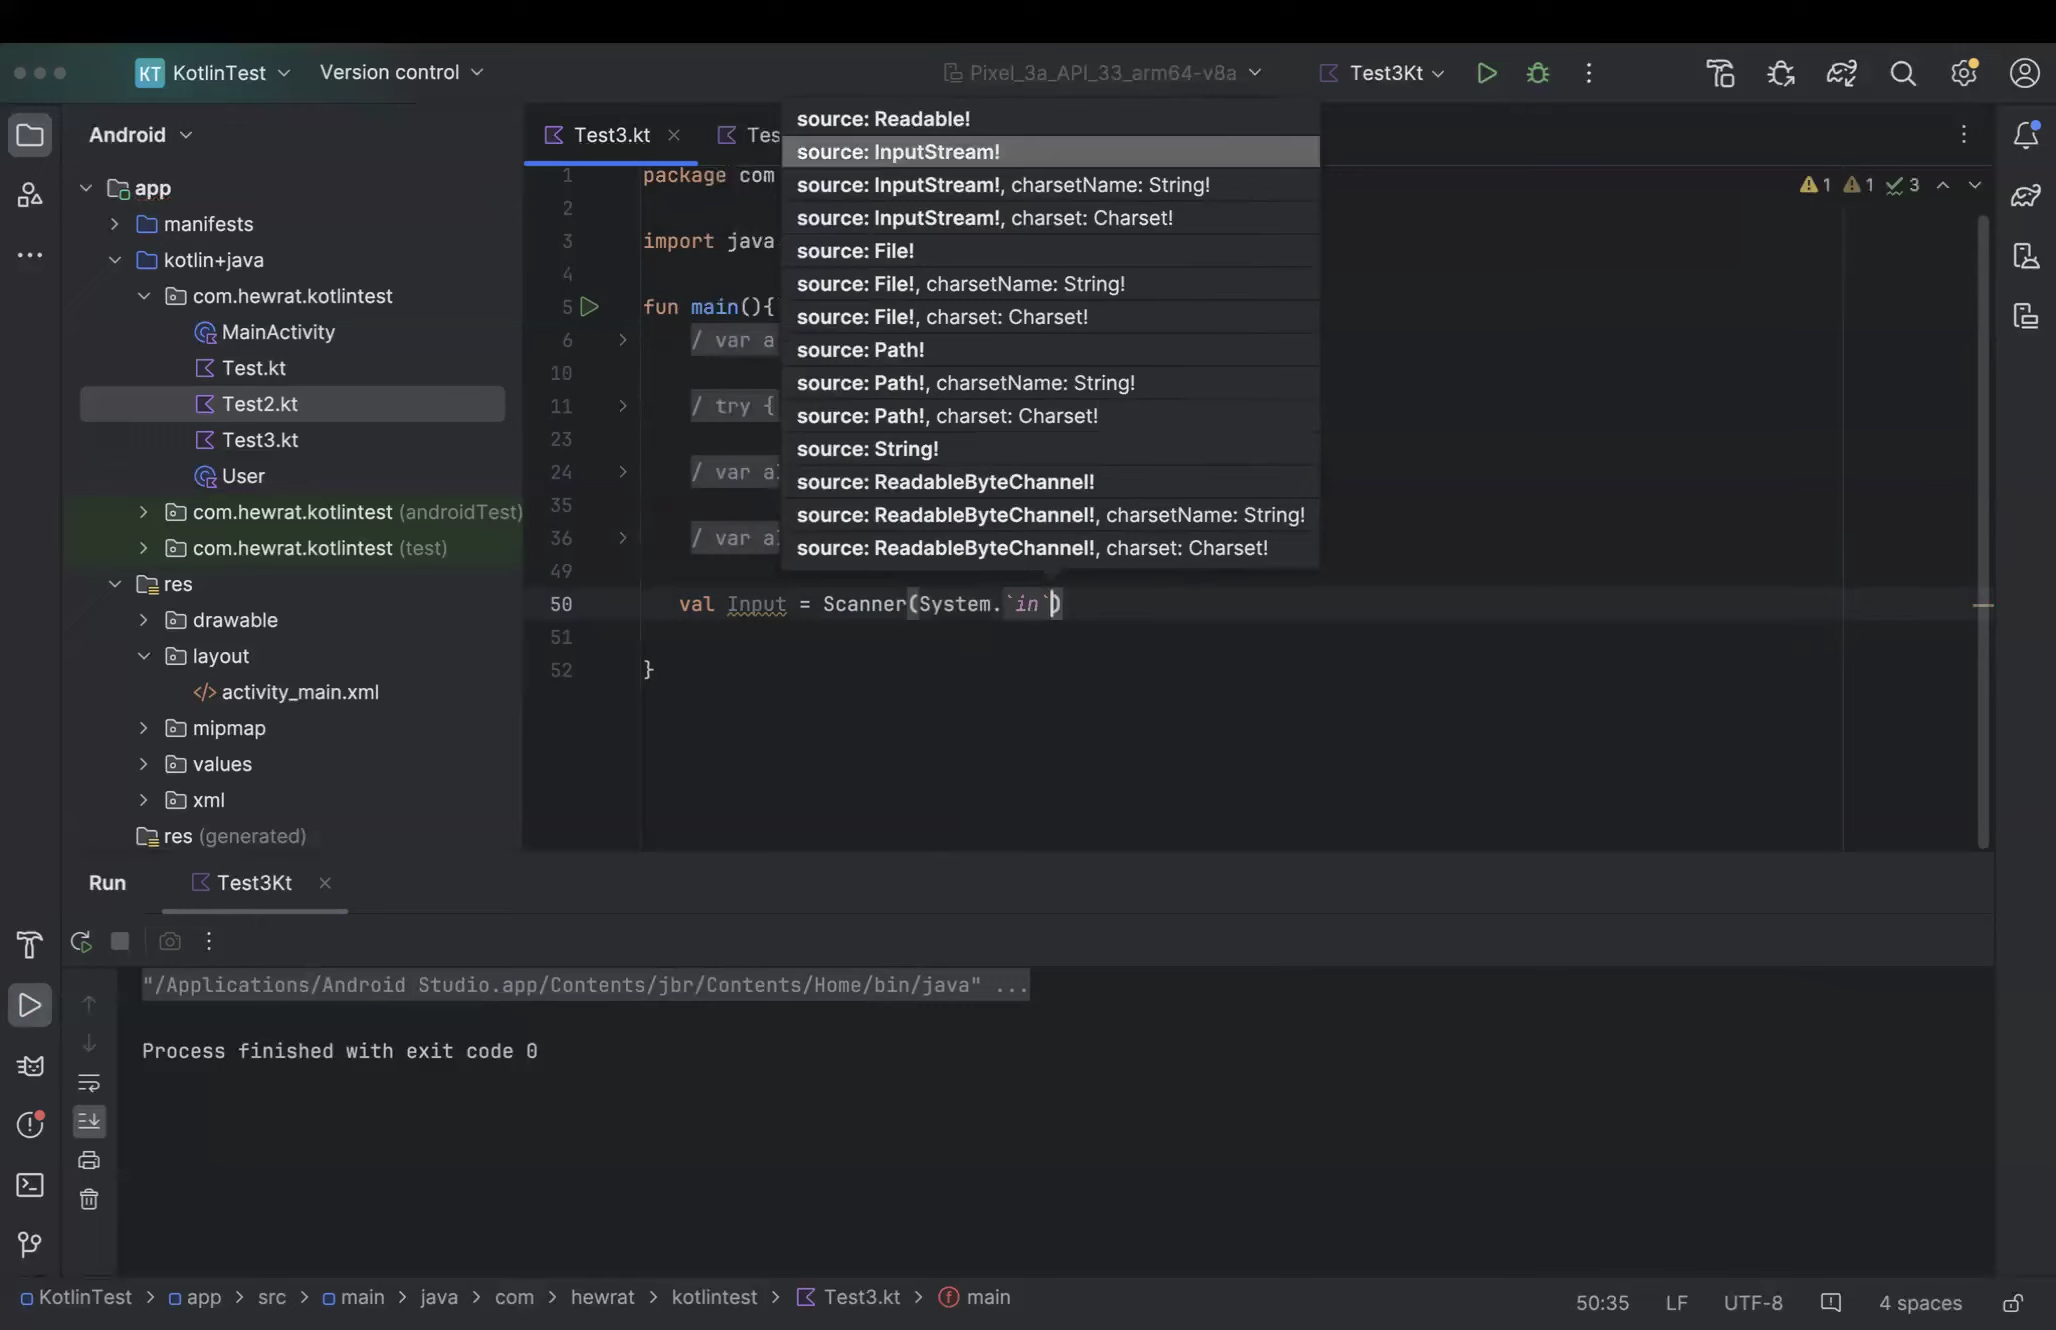 KT KotlinTest Version control Pixel_3a_API_33_arm64-v8a Test3Kt
Android
app
manifests
kotlin+java
com.hewrat.kotlintest
MainActivity
Test.kt
Test2.kt
Test3.kt
User
com.hewrat.kotlintest (androidTest)
com.hewrat.kotlintest (test)
res
drawable
layout
</> activity_main.xml
mipmap
values
xml
res (generated)
Test3.kt Tes
1 1 3
1 package com
2
3 import java
4
5 fun main(){
6 / var a
10
11 / try {
23
24 / var a
35
36 / var a
49
50 val Input = Scanner(System.`in`)
51
52 }
source: Readable!
source: InputStream!
source: InputStream!, charsetName: String!
source: InputStream!, charset: Charset!
source: File!
source: File!, charsetName: String!
source: File!, charset: Charset!
source: Path!
source: Path!, charsetName: String!
source: Path!, charset: Charset!
source: String!
source: ReadableByteChannel!
source: ReadableByteChannel!, charsetName: String!
source: ReadableByteChannel!, charset: Charset!
Run Test3Kt
"/Applications/Android Studio.app/Contents/jbr/Contents/Home/bin/java" ...
Process finished with exit code 0
KotlinTest > app > src > main > java > com > hewrat > kotlintest > Test3.kt > main
50:35 LF UTF-8 4 spaces